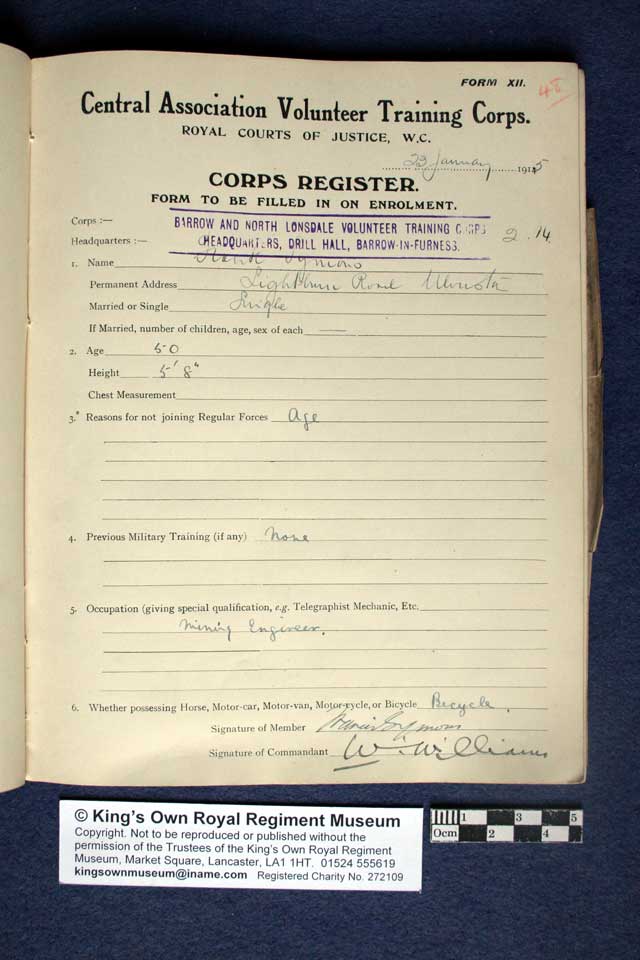 FORM XII.
48
Central Association Volunteer Training Corps.
ROYAL COURTS OF JUSTICE, W.C.
23 January 1915
CORPS REGISTER.
FORM TO BE FILLED IN ON ENROLMENT.
Corps :—
BARROW AND NORTH LONSDALE VOLUNTEER TRAINING CORPS
2.14
Headquarters :—
HEADQUARTERS, DRILL HALL, BARROW-IN-FURNESS.
1. Name Frank Symons
Permanent Address Lightburn Road Ulverston
Married or Single Single
If Married, number of children, age, sex of each —
2. Age 50
Height 5' 8"
Chest Measurement
3.* Reasons for not joining Regular Forces Age
4. Previous Military Training (if any) None
5. Occupation (giving special qualification, e.g. Telegraphist Mechanic, Etc.
Mining Engineer.
6. Whether possessing Horse, Motor-car, Motor-van, Motor-cycle, or Bicycle Bicycle.
Signature of Member Francis Symons
Signature of Commandant W. Williams
© King's Own Royal Regiment Museum
Copyright. Not to be reproduced or published without the
permission of the Trustees of the King's Own Royal Regiment
Museum, Market Square, Lancaster, LA1 1HT. 01524 555619
kingsownmuseum@iname.com Registered Charity No. 272109
1 3 5
0cm 2 4